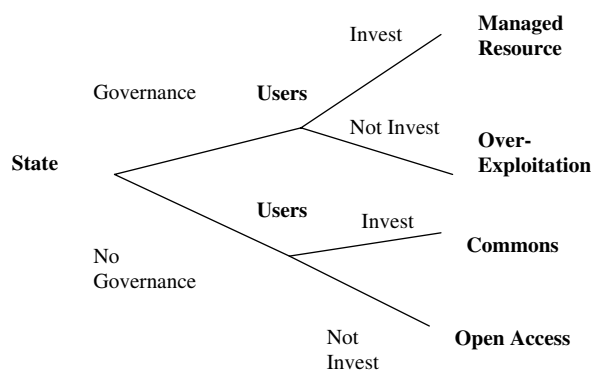 Invest
Managed
Resource
Governance
Users
Not Invest
Over-
Exploitation
State
Users
Invest
Commons
No
Governance
Open Access
Not
Invest